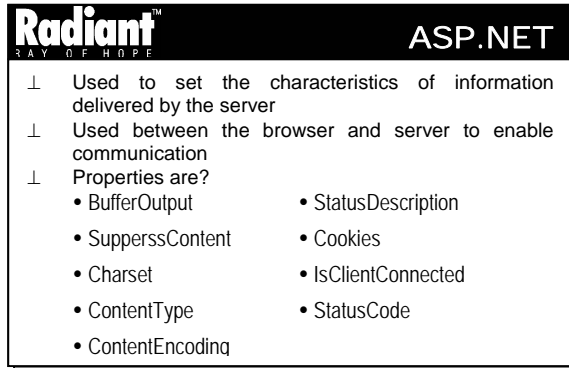 Radiant™
RAY OF HOPE
ASP.NET
⊥ Used to set the characteristics of information
delivered by the server
⊥ Used between the browser and server to enable
communication
⊥ Properties are?
• BufferOutput
• SupperssContent
• Charset
• ContentType
• ContentEncoding
• StatusDescription
• Cookies
• IsClientConnected
• StatusCode